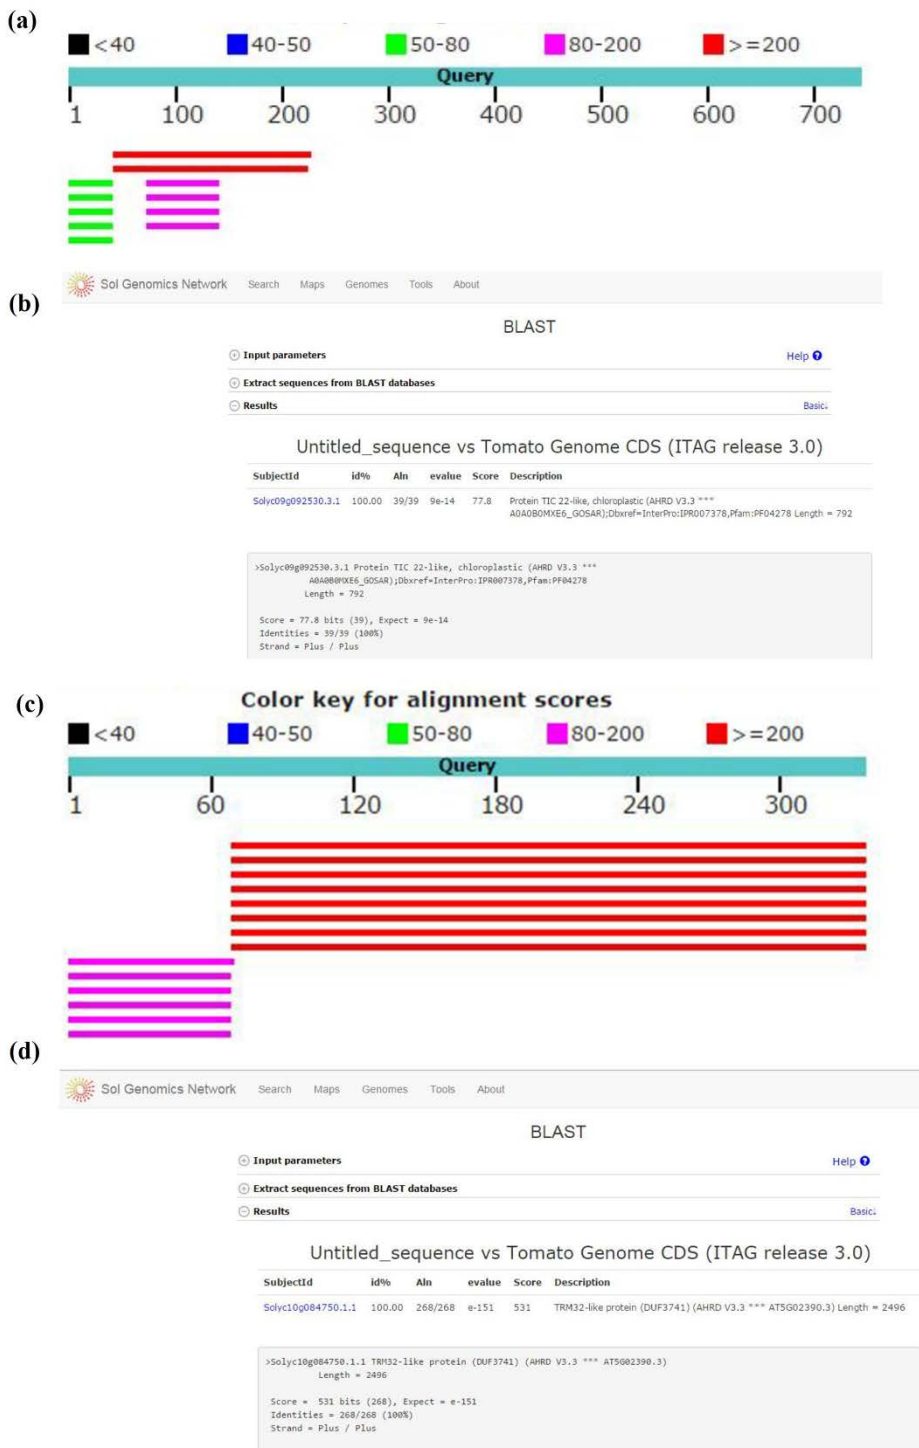 (a)
<40 40-50 50-80 80-200 >=200
Query
1 100 200 300 400 500 600 700
(b)
Sol Genomics Network Search Maps Genomes Tools About
BLAST
Input parameters Help
Extract sequences from BLAST databases
Results Basic
Untitled_sequence vs Tomato Genome CDS (ITAG release 3.0)
SubjectId id% Aln evalue Score Description
Solyc09g092530.3.1 100.00 39/39 9e-14 77.8 Protein TIC 22-like, chloroplastic (AHRD V3.3 ***
A0A0B0MXE6_GOSAR);Dbxref=InterPro:IPR007378,Pfam:PF04278 Length = 792
>Solyc09g092530.3.1 Protein TIC 22-like, chloroplastic (AHRD V3.3 ***
A0A0B0MXE6_GOSAR);Dbxref=InterPro:IPR007378,Pfam:PF04278
Length = 792
Score = 77.8 bits (39), Expect = 9e-14
Identities = 39/39 (100%)
Strand = Plus / Plus
(c)
Color key for alignment scores
<40 40-50 50-80 80-200 >=200
Query
1 60 120 180 240 300
(d)
Sol Genomics Network Search Maps Genomes Tools About
BLAST
Input parameters Help
Extract sequences from BLAST databases
Results Basic
Untitled_sequence vs Tomato Genome CDS (ITAG release 3.0)
SubjectId id% Aln evalue Score Description
Solyc10g084750.1.1 100.00 268/268 e-151 531 TRM32-like protein (DUF3741) (AHRD V3.3 *** AT5G02390.3) Length = 2496
>Solyc10g084750.1.1 TRM32-like protein (DUF3741) (AHRD V3.3 *** AT5G02390.3)
Length = 2496
Score = 531 bits (268), Expect = e-151
Identities = 268/268 (100%)
Strand = Plus / Plus